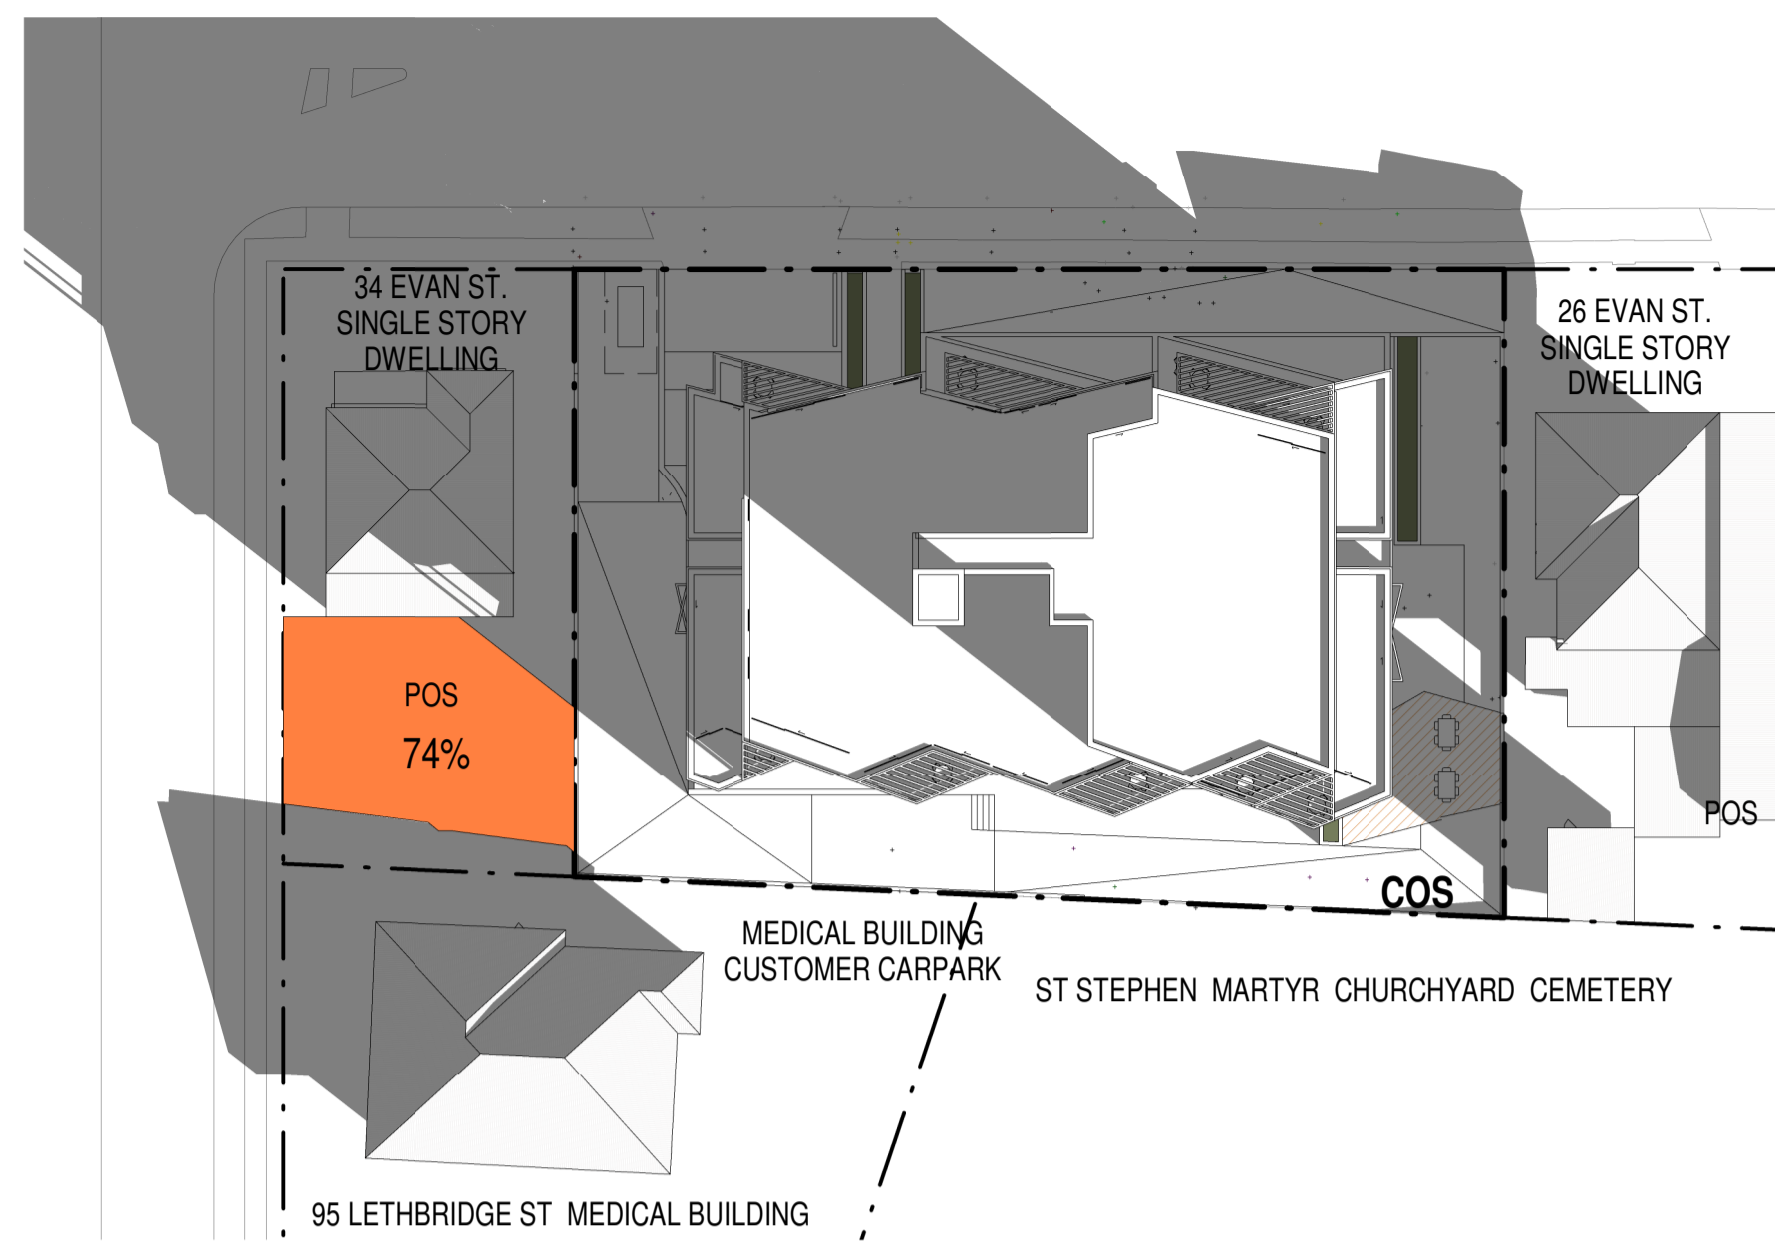 34 EVAN ST.
SINGLE STORY
DWELLING
26 EVAN ST.
SINGLE STORY
DWELLING
POS
74%
POS
COS
MEDICAL BUILDING
CUSTOMER CARPARK
ST STEPHEN MARTYR CHURCHYARD CEMETERY
95 LETHBRIDGE ST MEDICAL BUILDING